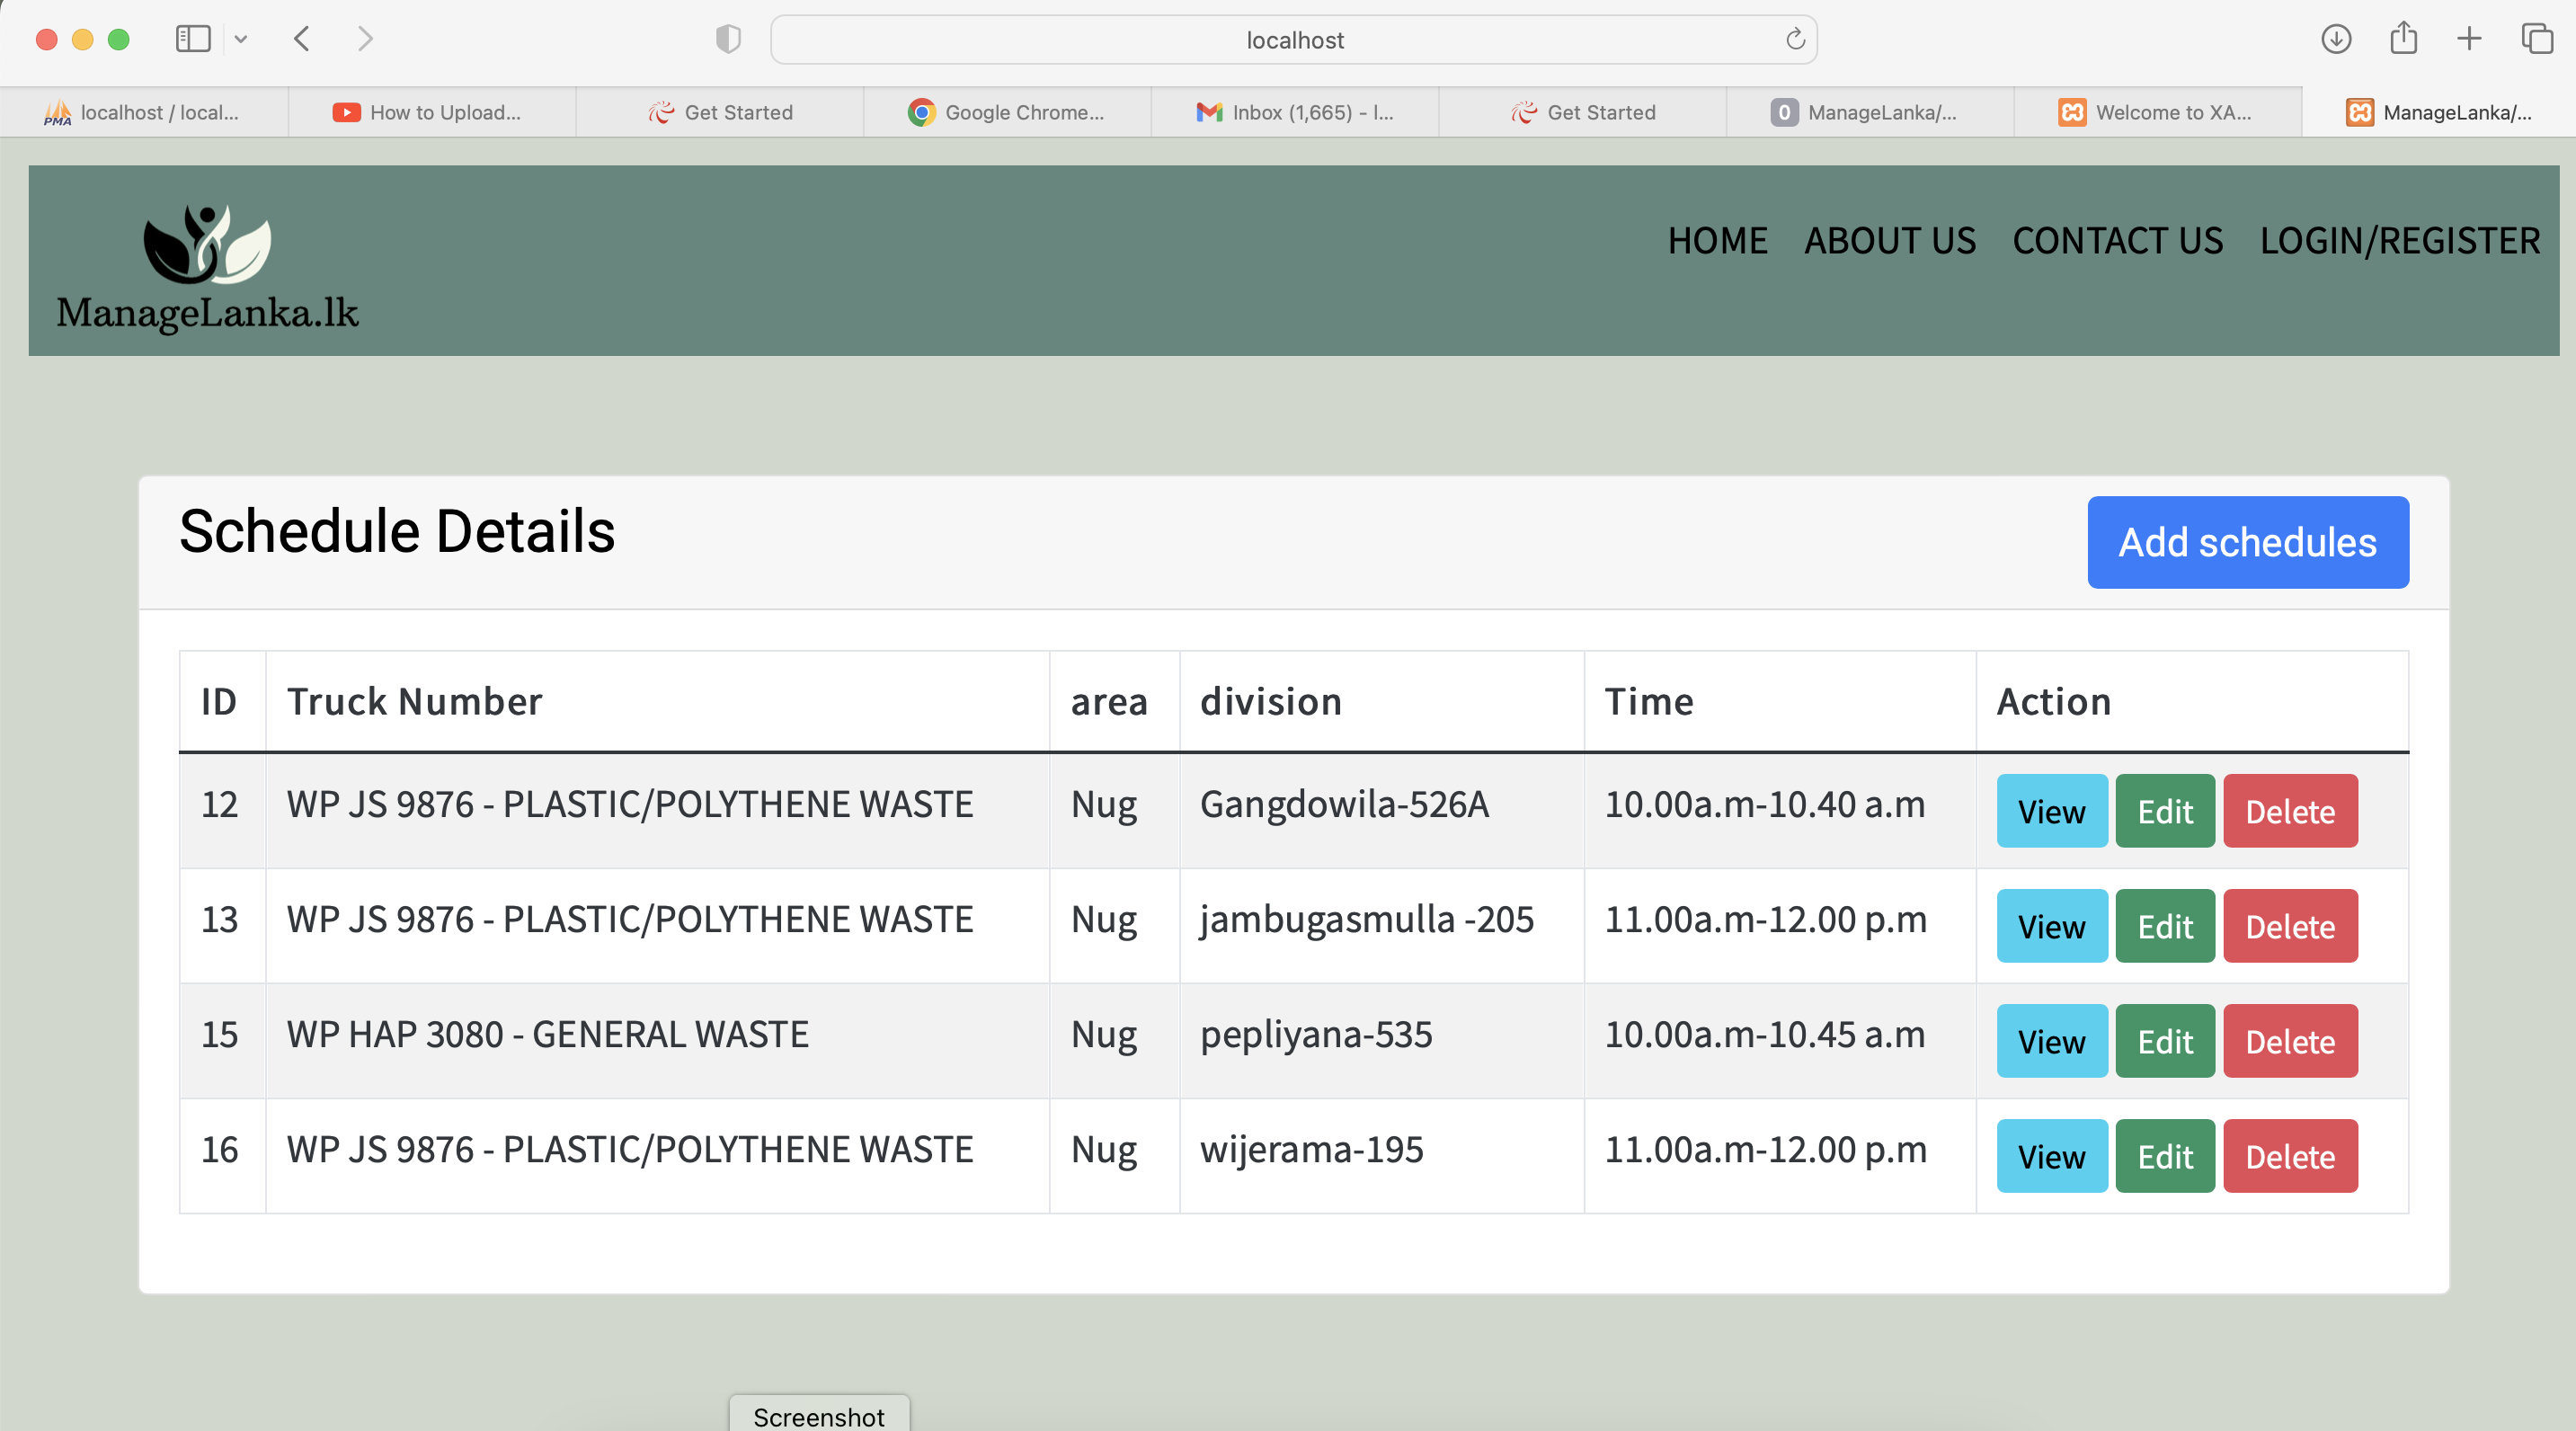 localhost
PMA localhost / local...
How to Upload...
Get Started
Google Chrome...
Inbox (1,665) - l...
Get Started
0 ManageLanka/...
Welcome to XA...
ManageLanka/...
ManageLanka.lk
HOME ABOUT US CONTACT US LOGIN/REGISTER
Schedule Details
Add schedules
ID Truck Number area division Time Action
12 WP JS 9876 - PLASTIC/POLYTHENE WASTE Nug Gangdowila-526A 10.00a.m-10.40 a.m View Edit Delete
13 WP JS 9876 - PLASTIC/POLYTHENE WASTE Nug jambugasmulla -205 11.00a.m-12.00 p.m View Edit Delete
15 WP HAP 3080 - GENERAL WASTE Nug pepliyana-535 10.00a.m-10.45 a.m View Edit Delete
16 WP JS 9876 - PLASTIC/POLYTHENE WASTE Nug wijerama-195 11.00a.m-12.00 p.m View Edit Delete
Screenshot